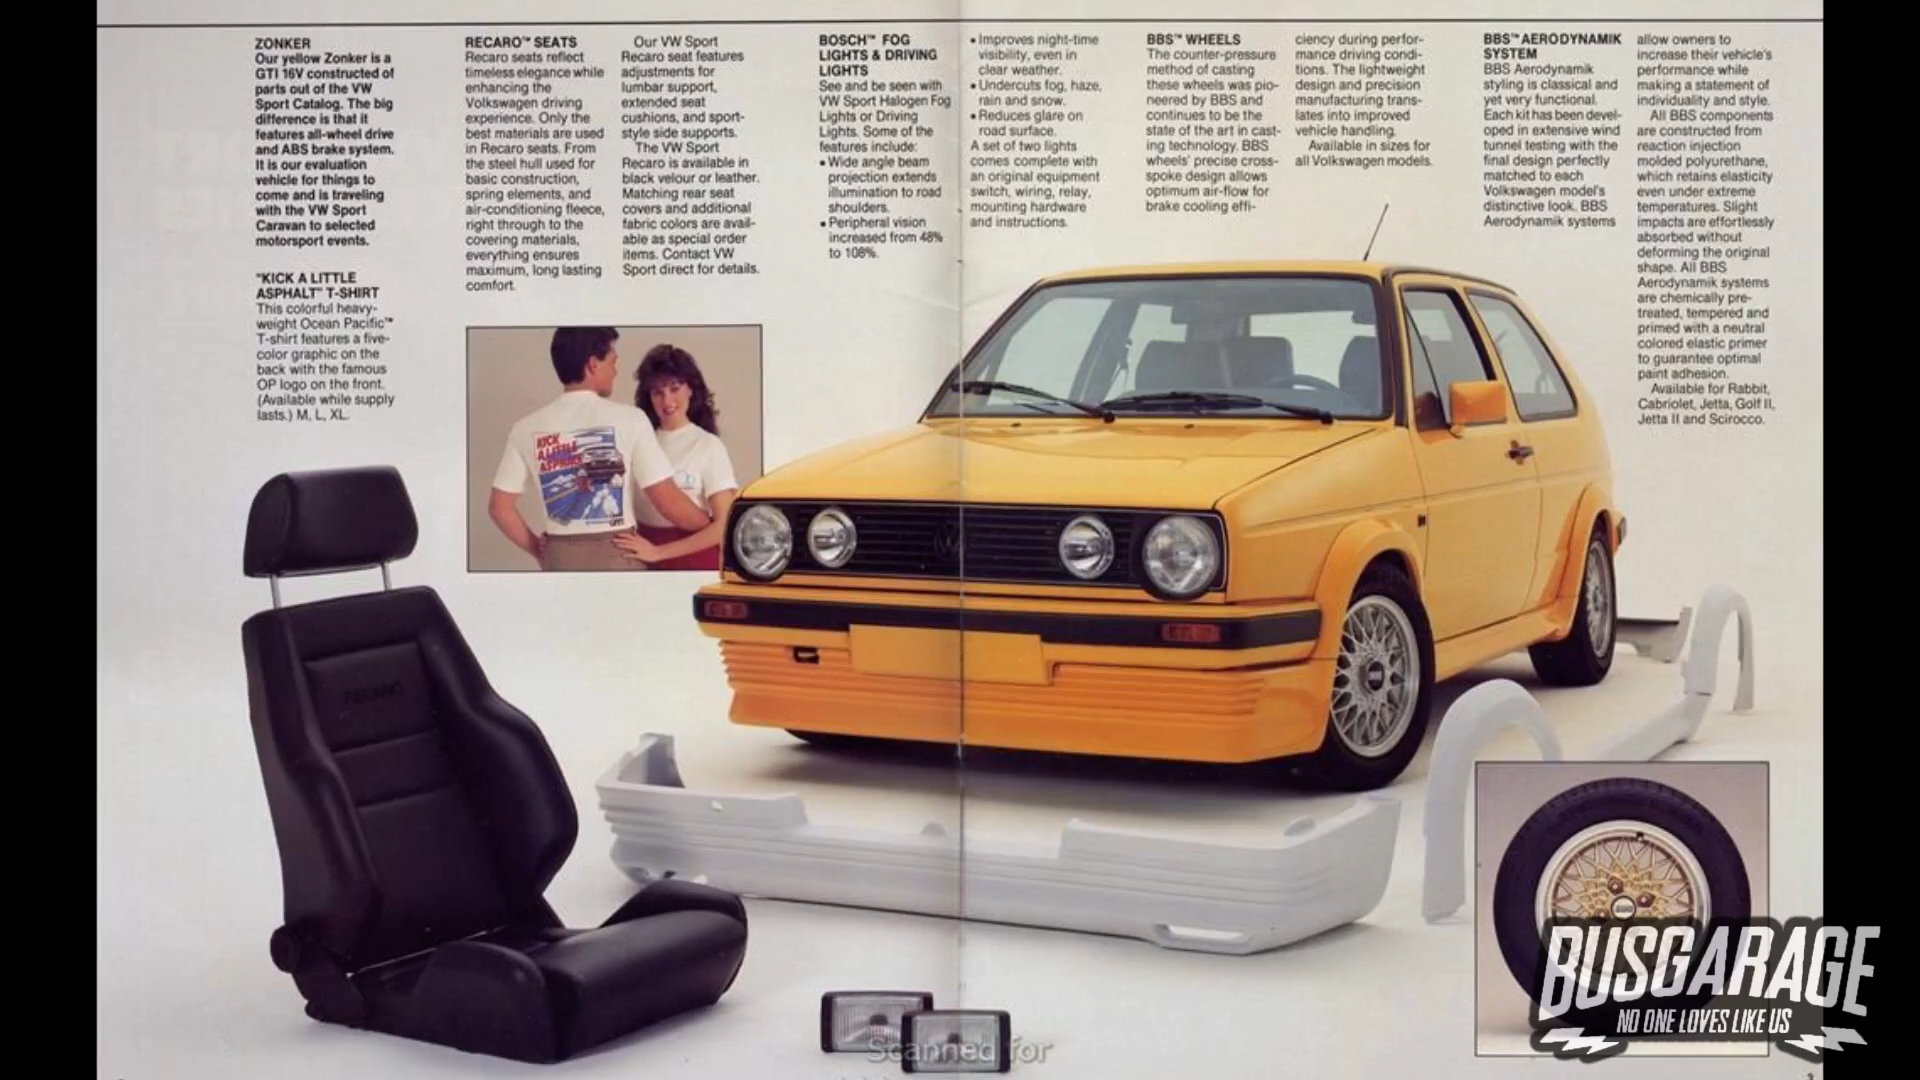 ZONKER
Our yellow Zonker is a
GTI 16V constructed of
parts out of the VW
Sport Catalog. The big
difference is that it
features all-wheel drive
and ABS brake system.
It is our evaluation
vehicle for things to
come and is traveling
with the VW Sport
Caravan to selected
motorsport events.
"KICK A LITTLE
ASPHALT" T-SHIRT
This colorful heavy-
weight Ocean Pacific™
T-shirt features a five-
color graphic on the
back with the famous
OP logo on the front.
(Available while supply
lasts.) M, L, XL.
RECARO™ SEATS
Recaro seats reflect
timeless elegance while
enhancing the
Volkswagen driving
experience. Only the
best materials are used
in Recaro seats. From
the steel hull used for
basic construction,
spring elements, and
air-conditioning fleece,
right through to the
covering materials,
everything ensures
maximum, long lasting
comfort.
Our VW Sport
Recaro seat features
adjustments for
lumbar support,
extended seat
cushions, and sport-
style side supports.
The VW Sport
Recaro is available in
black velour or leather.
Matching rear seat
covers and additional
fabric colors are avail-
able as special order
items. Contact VW
Sport direct for details.
BOSCH™ FOG
LIGHTS & DRIVING
LIGHTS
See and be seen with
VW Sport Halogen Fog
Lights or Driving
Lights. Some of the
features include:
• Wide angle beam
projection extends
illumination to road
shoulders.
• Peripheral vision
increased from 48%
to 108%.
• Improves night-time
visibility, even in
clear weather.
• Undercuts fog, haze,
rain and snow.
• Reduces glare on
road surface.
A set of two lights
comes complete with
an original equipment
switch, wiring, relay,
mounting hardware
and instructions.
BBS™ WHEELS
The counter-pressure
method of casting
these wheels was pio-
neered by BBS and
continues to be the
state of the art in cast-
ing technology. BBS
wheels' precise cross-
spoke design allows
optimum air-flow for
brake cooling effi-
ciency during perfor-
mance driving condi-
tions. The lightweight
design and precision
manufacturing trans-
lates into improved
vehicle handling.
Available in sizes for
all Volkswagen models.
BBS™ AERODYNAMIK
SYSTEM
BBS Aerodynamik
styling is classical and
yet very functional.
Each kit has been devel-
oped in extensive wind
tunnel testing with the
final design perfectly
matched to each
Volkswagen model's
distinctive look. BBS
Aerodynamik systems
allow owners to
increase their vehicle's
performance while
making a statement of
individuality and style.
All BBS components
are constructed from
reaction injection
molded polyurethane,
which retains elasticity
even under extreme
temperatures. Slight
impacts are effortlessly
absorbed without
deforming the original
shape. All BBS
Aerodynamik systems
are chemically pre-
treated, tempered and
primed with a neutral
colored elastic primer
to guarantee optimal
paint adhesion.
Available for Rabbit,
Cabriolet, Jetta, Golf II,
Jetta II and Scirocco.
KICK
A LITTLE
ASPHALT
RECARO
Scanned for
BUSGARAGE
NO ONE LOVES LIKE US